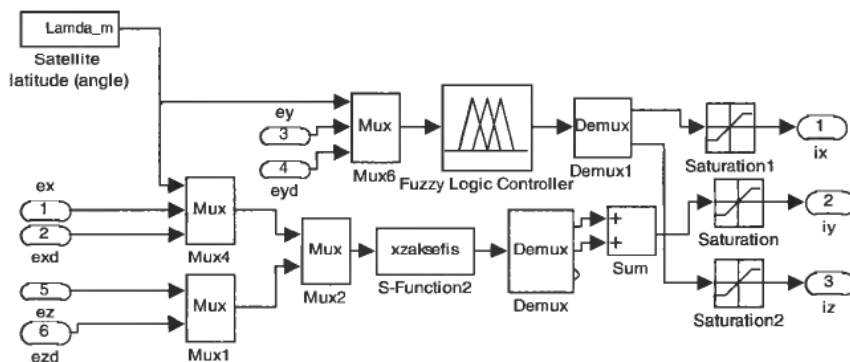 Lamda_m
Satellite
latitude (angle)
ey
3
4
eyd
Mux
Mux6
Fuzzy Logic Controller
Demux
Demux1
Saturation1
1
ix
ex
1
2
exd
Mux
Mux4
5
ez
6
ezd
Mux
Mux1
Mux
Mux2
xzaksefis
S-Function2
Demux
Demux
+
+
Sum
Saturation
2
iy
Saturation2
3
iz